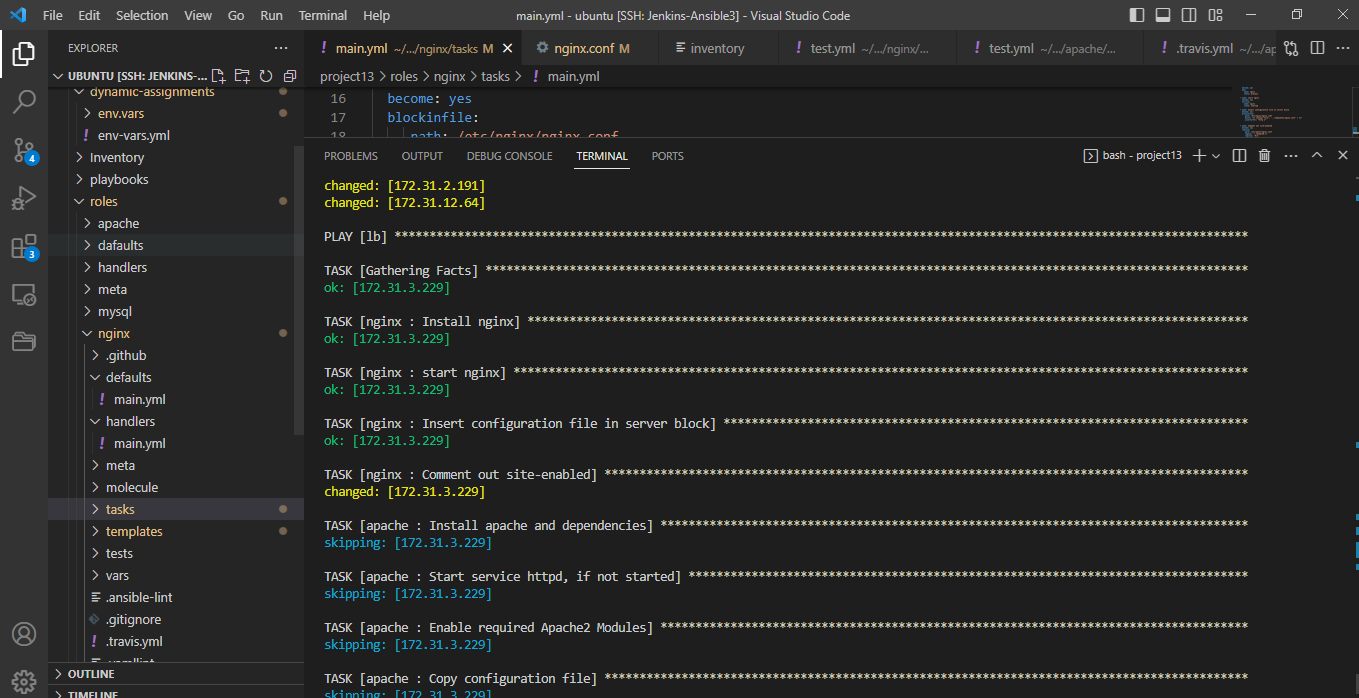 File Edit Selection View Go Run Terminal Help main.yml - ubuntu [SSH: Jenkins-Ansible3] - Visual Studio Code
EXPLORER
UBUNTU [SSH: JENKINS-...
dynamic-assignments
env.vars
env-vars.yml
Inventory
playbooks
roles
apache
dafaults
handlers
meta
mysql
nginx
.github
defaults
main.yml
handlers
main.yml
meta
molecule
tasks
templates
tests
vars
.ansible-lint
.gitignore
.travis.yml
.yamllint
OUTLINE
TIMELINE
4
3
main.yml ~/.../nginx/tasks M nginx.conf M inventory test.yml ~/.../nginx/... test.yml ~/.../apache/... .travis.yml ~/.../ap
project13 > roles > nginx > tasks > main.yml
16 become: yes
17 blockinfile:
18 path: /etc/nginx/nginx.conf
PROBLEMS OUTPUT DEBUG CONSOLE TERMINAL PORTS bash - project13
changed: [172.31.2.191]
changed: [172.31.12.64]
PLAY [lb] **************************************************************************************************************************
TASK [Gathering Facts] *************************************************************************************************************
ok: [172.31.3.229]
TASK [nginx : Install nginx] *******************************************************************************************************
ok: [172.31.3.229]
TASK [nginx : start nginx] *********************************************************************************************************
ok: [172.31.3.229]
TASK [nginx : Insert configuration file in server block] ***************************************************************************
ok: [172.31.3.229]
TASK [nginx : Comment out site-enabled] ********************************************************************************************
changed: [172.31.3.229]
TASK [apache : Install apache and dependencies] ************************************************************************************
skipping: [172.31.3.229]
TASK [apache : Start service httpd, if not started] ********************************************************************************
skipping: [172.31.3.229]
TASK [apache : Enable required Apache2 Modules] ************************************************************************************
skipping: [172.31.3.229]
TASK [apache : Copy configuration file] ********************************************************************************************
skipping: [172.31.3.229]